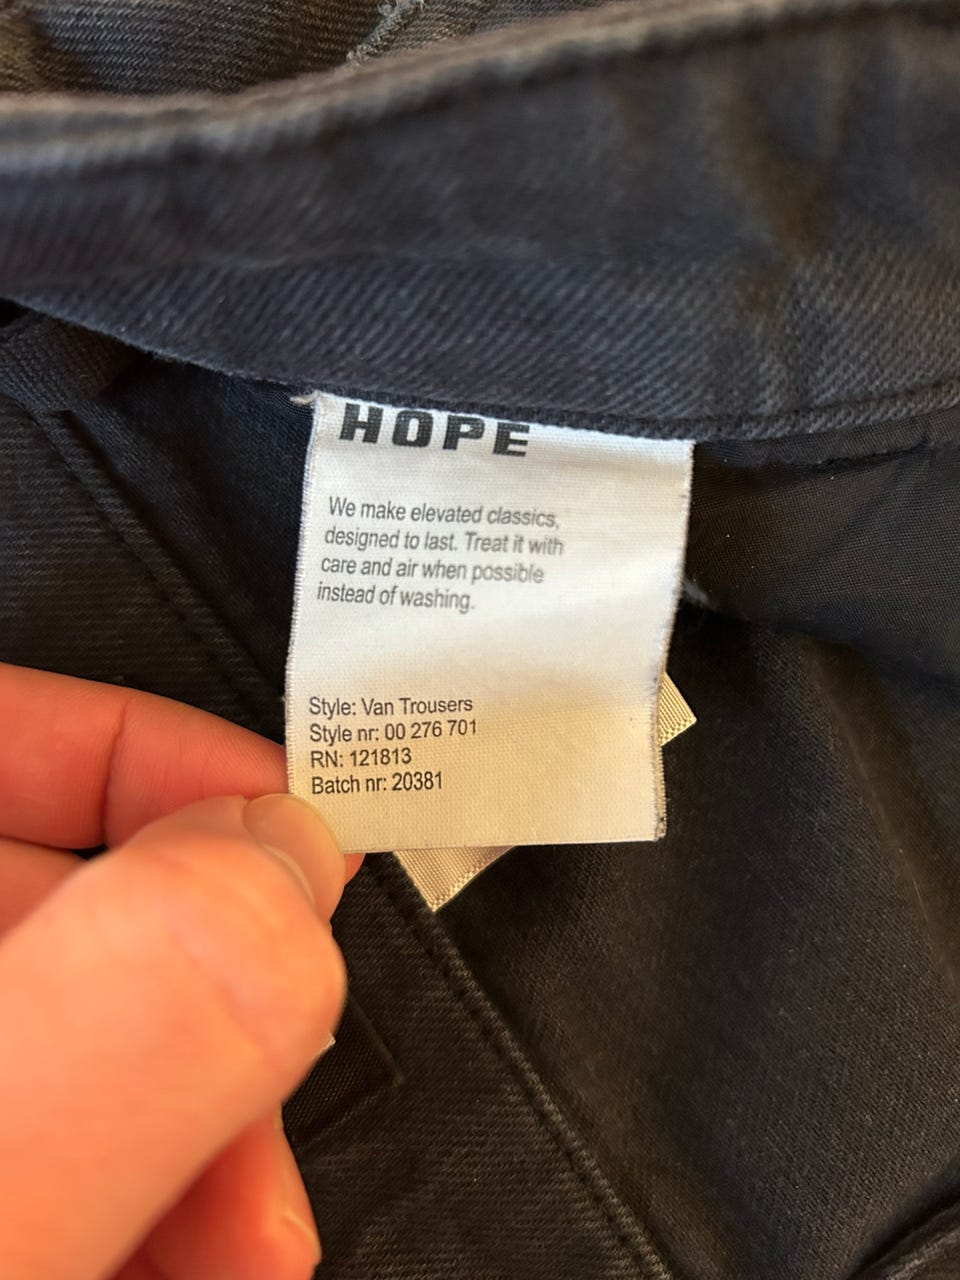 HOPE
We make elevated classics,
designed to last. Treat it with
care and air when possible
instead of washing.
Style: Van Trousers
Style nr: 00 276 701
RN: 121813
Batch nr: 20381